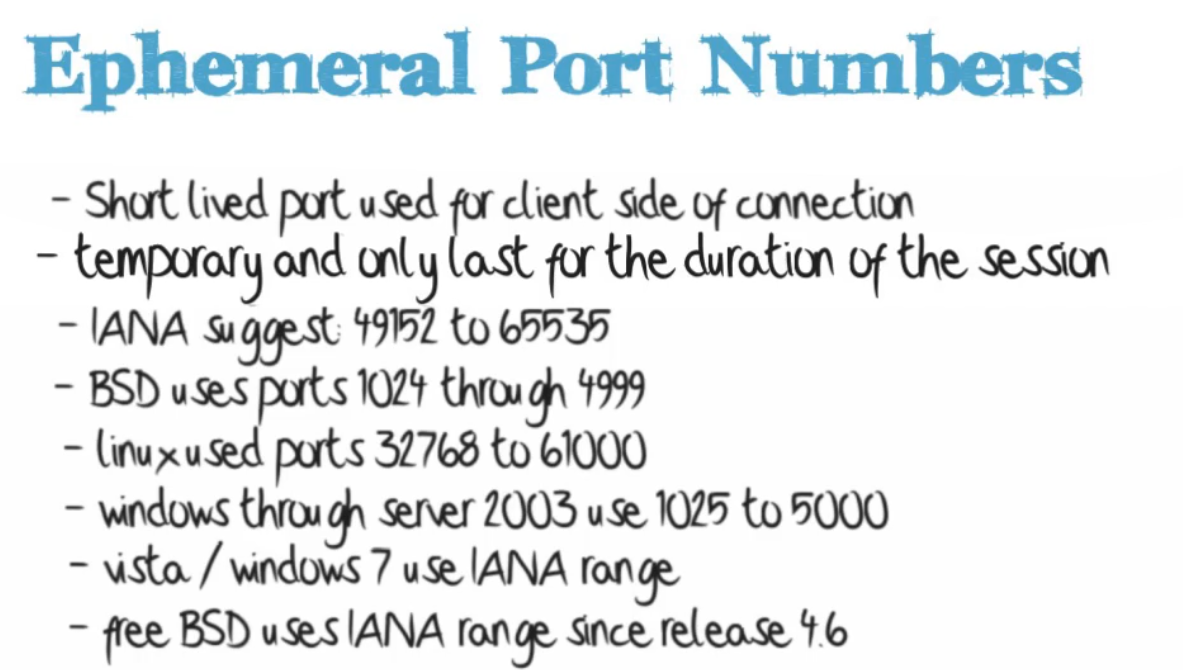 Ephemeral Port Numbers
- Short lived port used for client side of connection
- temporary and only last for the duration of the session
- IANA suggest: 49152 to 65535
- BSD uses ports 1024 through 4999
- linux used ports 32768 to 61000
- windows through server 2003 use 1025 to 5000
- vista / windows 7 use IANA range
- free BSD uses IANA range since release 4.6